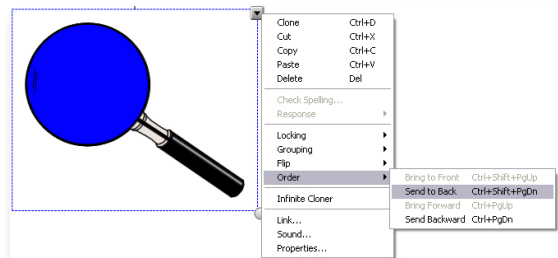 Clone Ctrl+D
Cut Ctrl+X
Copy Ctrl+C
Paste Ctrl+V
Delete Del
Check Spelling...
Response
Locking
Grouping
Flip
Order
Infinite Cloner
Link...
Sound...
Properties...
Bring to Front Ctrl+Shift+PgUp
Send to Back Ctrl+Shift+PgDn
Bring Forward Ctrl+PgUp
Send Backward Ctrl+PgDn